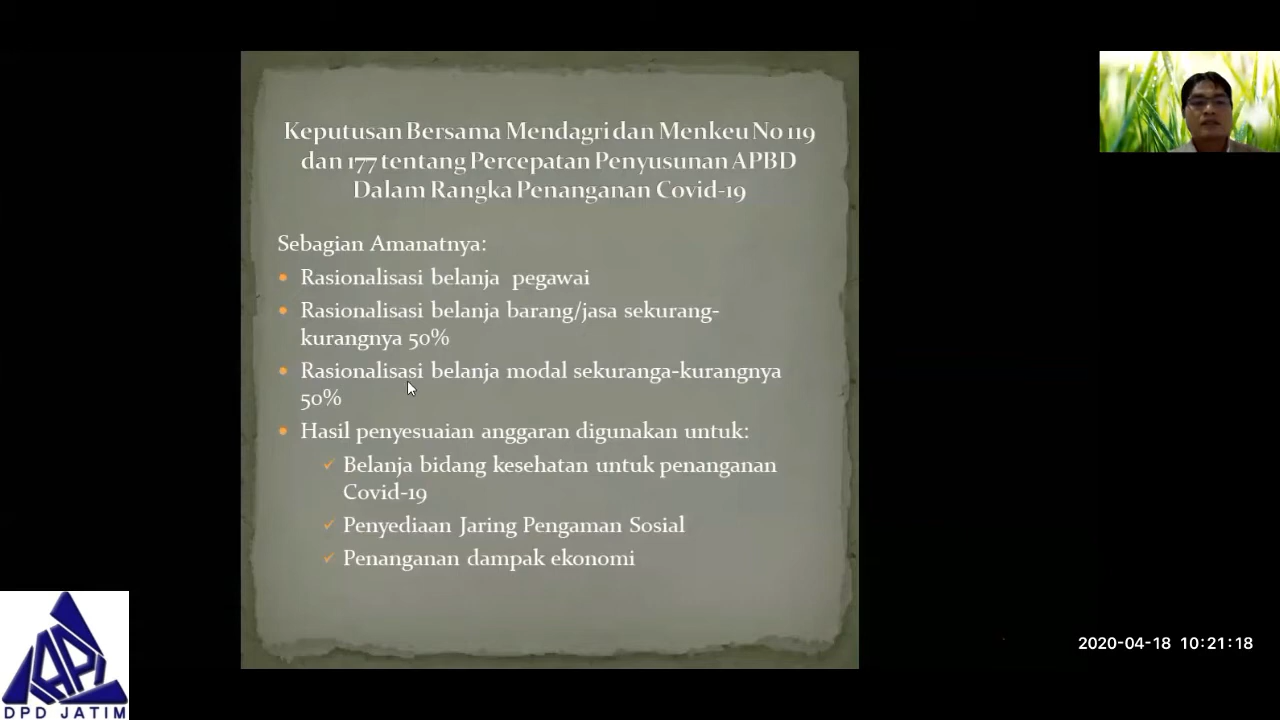 Keputusan Bersama Mendagri dan Menkeu No 119
dan 177 tentang Percepatan Penyusunan APBD
Dalam Rangka Penanganan Covid-19
Sebagian Amanatnya:
Rasionalisasi belanja pegawai
Rasionalisasi belanja barang/jasa sekurang-
kurangnya 50%
Rasionalisasi belanja modal sekuranga-kurangnya
50%
Hasil penyesuaian anggaran digunakan untuk:
Belanja bidang kesehatan untuk penanganan
Covid-19
Penyediaan Jaring Pengaman Sosial
Penanganan dampak ekonomi
IAP
DPD JATIM
2020-04-18 10:21:18